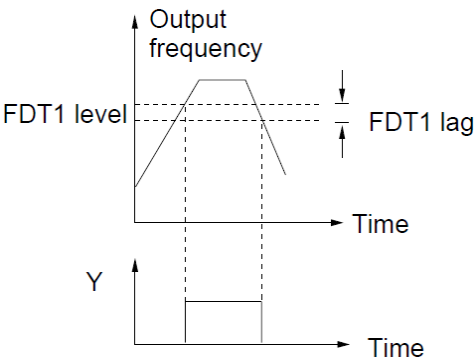 Output
frequency
FDT1 level
FDT1 lag
Time
Y
Time